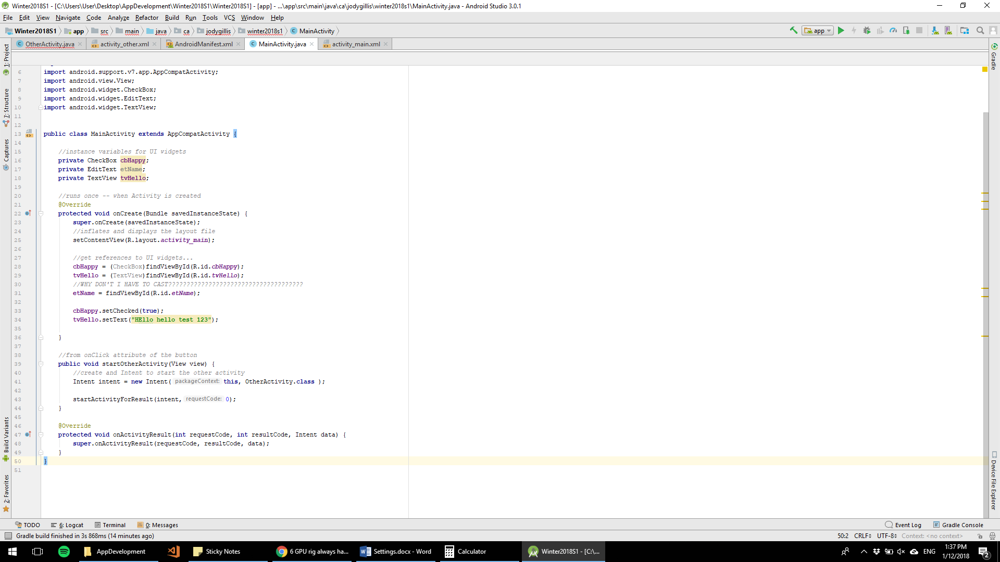 Winter2018S1 - [C:\Users\User\Desktop\AppDevelopment\Winter2018S1\Winter2018S1] - [app] - ...\app\src\main\java\ca\jodygillis\winter2018s1\MainActivity.java - Android Studio 3.0.1
File Edit View Navigate Code Analyze Refactor Build Run Tools VCS Window Help
Winter2018S1 app src main java ca jodygillis winter2018s1 MainActivity app
OtherActivity.java activity_other.xml AndroidManifest.xml MainActivity.java activity_main.xml
1: Project
7: Structure
Captures
Build Variants
2: Favorites
Gradle
Device File Explorer
6 import android.support.v7.app.AppCompatActivity;
7 import android.view.View;
8 import android.widget.CheckBox;
9 import android.widget.EditText;
10 import android.widget.TextView;
11
12
13 public class MainActivity extends AppCompatActivity {
14
15 //instance variables for UI widgets
16 private CheckBox cbHappy;
17 private EditText etName;
18 private TextView tvHello;
19
20 //runs once -- when Activity is created
21 @Override
22 protected void onCreate(Bundle savedInstanceState) {
23 super.onCreate(savedInstanceState);
24 //inflates and displays the layout file
25 setContentView(R.layout.activity_main);
26
27 //get references to UI widgets...
28 cbHappy = (CheckBox)findViewById(R.id.cbHappy);
29 tvHello = (TextView)findViewById(R.id.tvHello);
30 //WHY DON'T I HAVE TO CAST?????????????????????????????????????
31 etName = findViewById(R.id.etName);
32
33 cbHappy.setChecked(true);
34 tvHello.setText("HEllo hello test 123");
35
36 }
37
38 //from onClick attribute of the button
39 public void startOtherActivity(View view) {
40 //create and Intent to start the other activity
41 Intent intent = new Intent( packageContext: this, OtherActivity.class );
42
43 startActivityForResult(intent, requestCode: 0);
44 }
45
46 @Override
47 protected void onActivityResult(int requestCode, int resultCode, Intent data) {
48 super.onActivityResult(requestCode, resultCode, data);
49 }
50 }
51
TODO 6: Logcat Terminal 0: Messages Event Log Gradle Console
Gradle build finished in 3s 868ms (14 minutes ago) 50:2 CRLF UTF-8 Context: <no context>
AppDevelopment Sticky Notes 6 GPU rig always ha... Settings.docx - Word Calculator Winter2018S1 - [C:\... ENG 1:37 PM
1/12/2018 2